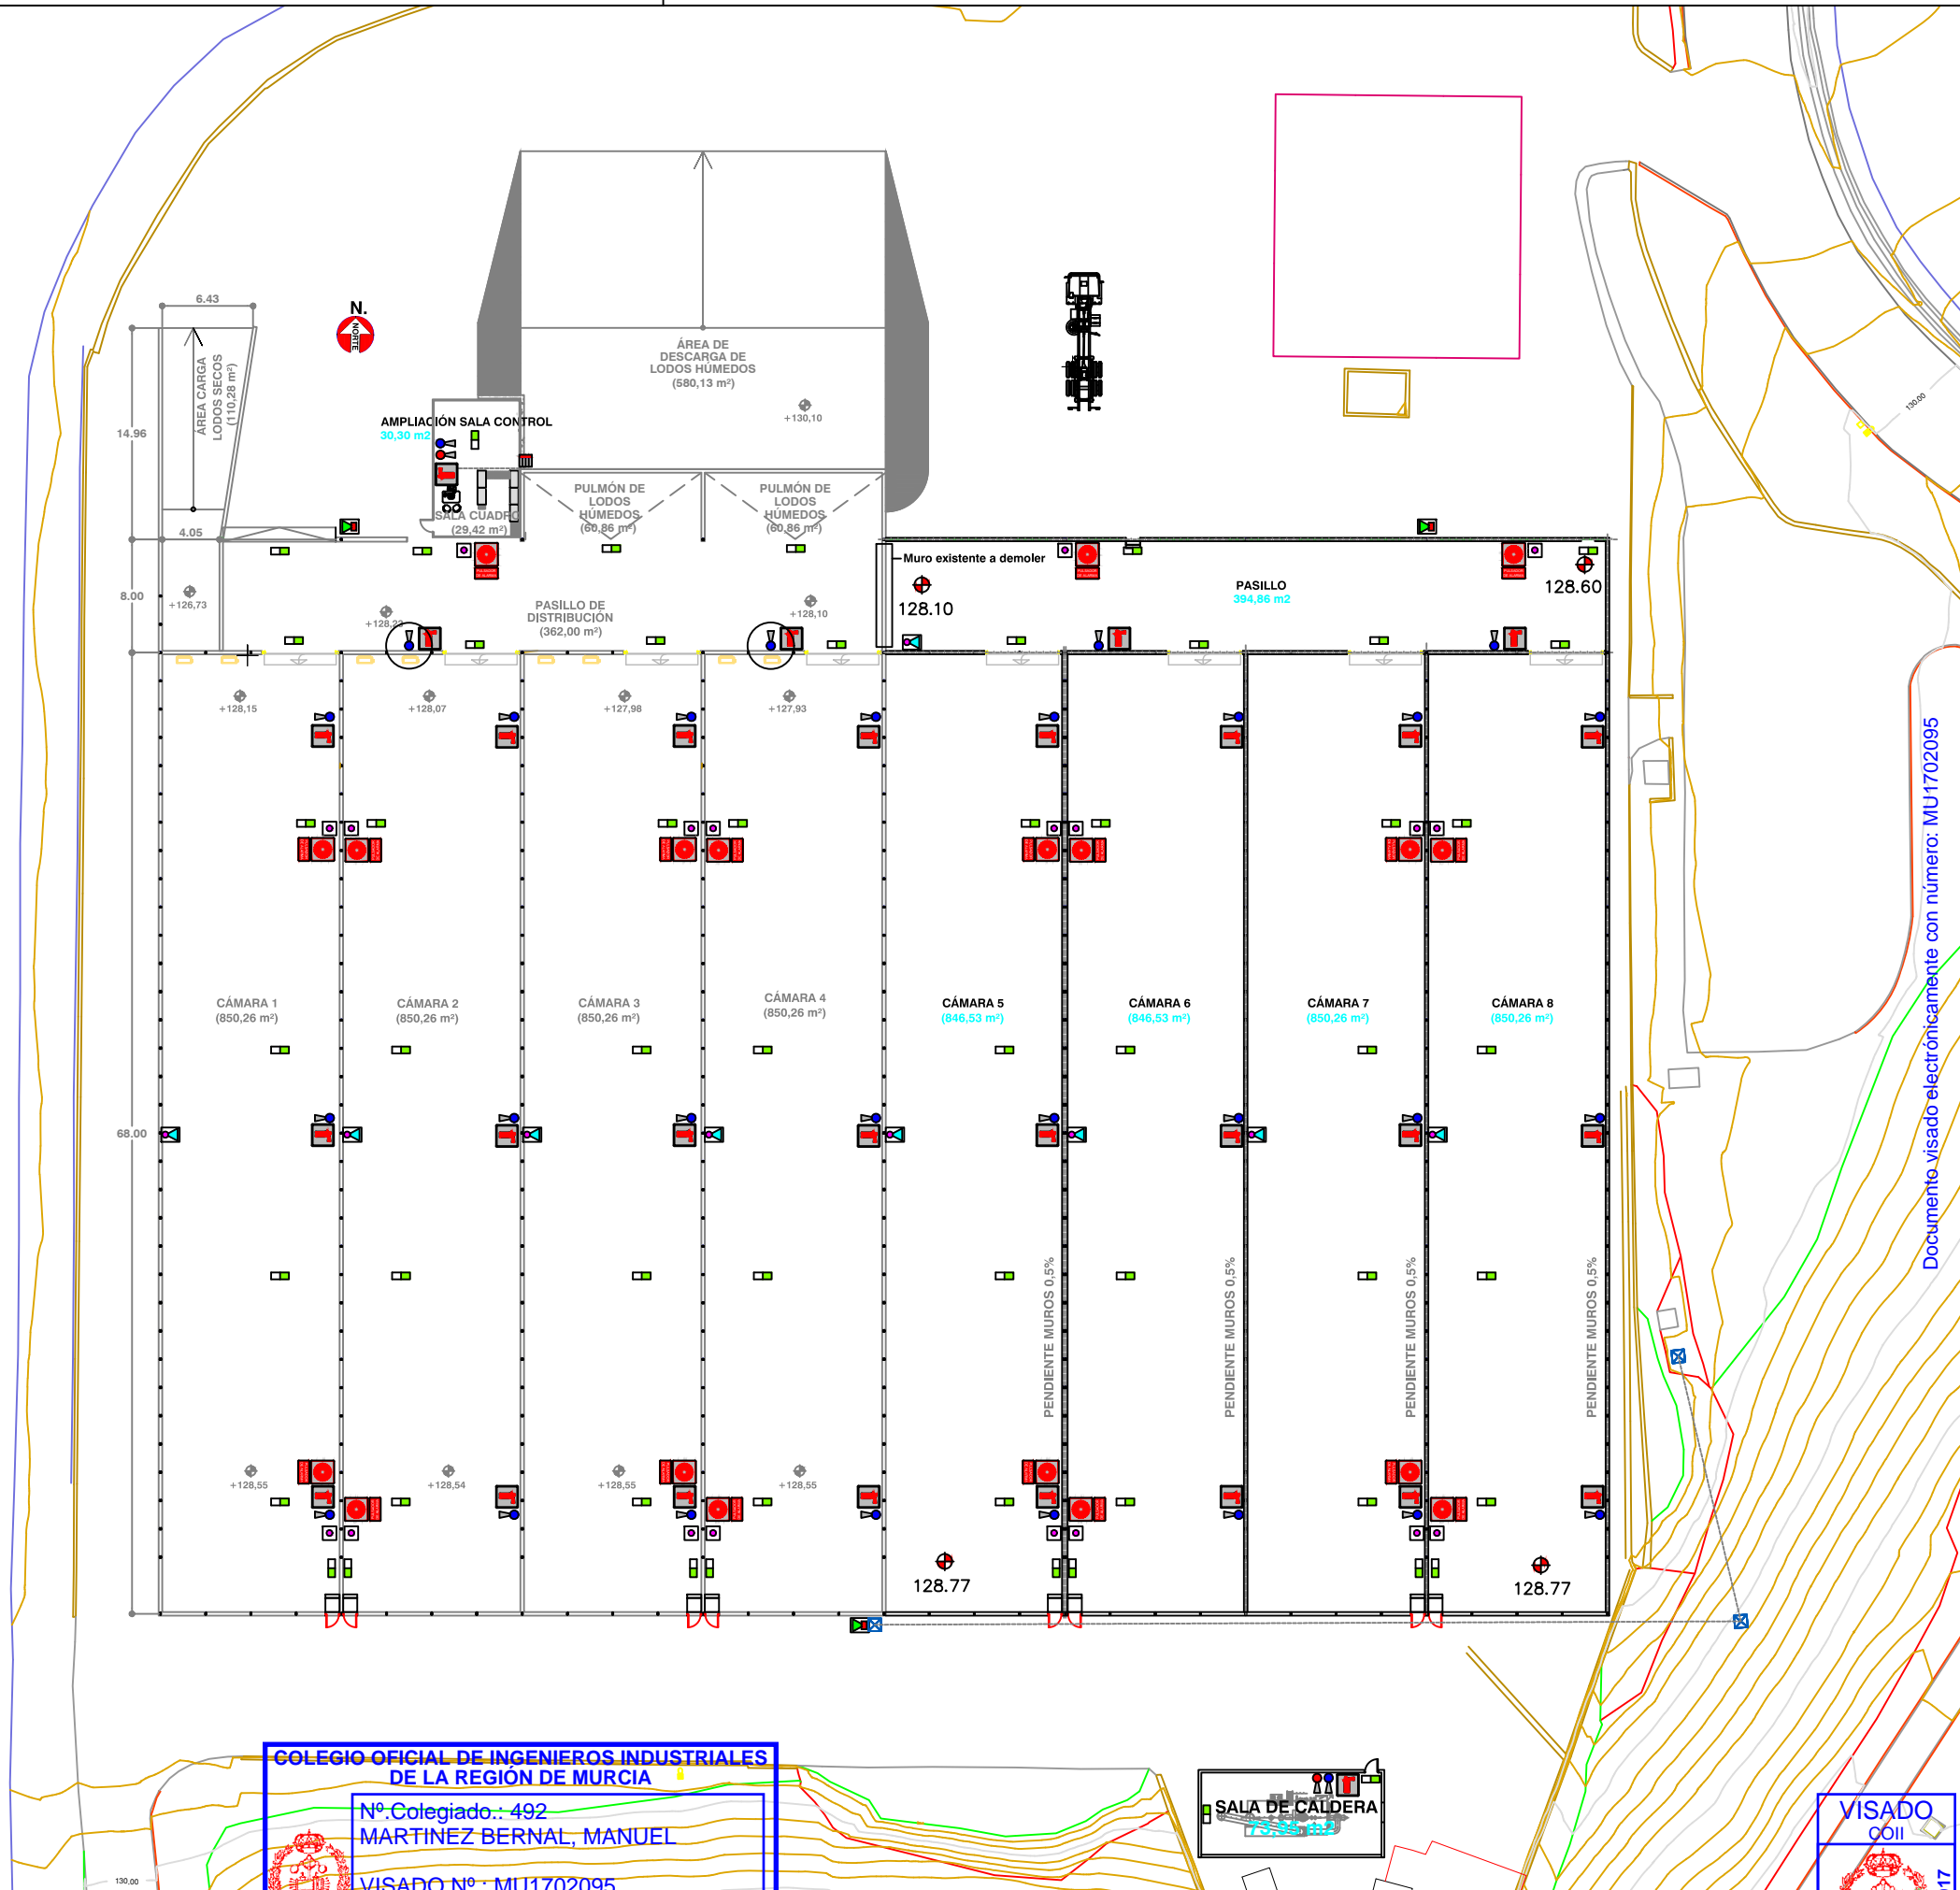 6.43
N.
NORTE
ÁREA CARGA
LODOS SECOS
(110,28 m²)
14.96
4.05
8.00
68.00
ÁREA DE
DESCARGA DE
LODOS HÚMEDOS
(580,13 m²)
+130,10
AMPLIACIÓN SALA CONTROL
30,30 m2
SALA CUADRO
(29,42 m²)
PULMÓN DE
LODOS
HÚMEDOS
(60,86 m²)
PULMÓN DE
LODOS
HÚMEDOS
(60,86 m²)
Muro existente a demoler
128.10
PASILLO
394,86 m2
128.60
+126,73
+128,23
PASILLO DE
DISTRIBUCIÓN
(362,00 m²)
+128,10
+128,15
+128,07
+127,98
+127,93
CÁMARA 1
(850,26 m²)
CÁMARA 2
(850,26 m²)
CÁMARA 3
(850,26 m²)
CÁMARA 4
(850,26 m²)
CÁMARA 5
(846,53 m²)
CÁMARA 6
(846,53 m²)
CÁMARA 7
(850,26 m²)
CÁMARA 8
(850,26 m²)
PENDIENTE MUROS 0,5%
PENDIENTE MUROS 0,5%
PENDIENTE MUROS 0,5%
PENDIENTE MUROS 0,5%
+128,55
+128,54
+128,55
+128,55
128.77
128.77
130.00
Documento visado electrónicamente con número: MU1702095
COLEGIO OFICIAL DE INGENIEROS INDUSTRIALES
DE LA REGIÓN DE MURCIA
Nº.Colegiado.: 492
MARTINEZ BERNAL, MANUEL
VISADO Nº.: MU1702095
SALA DE CALDERA
73,95 m2
VISADO
COII
130.00